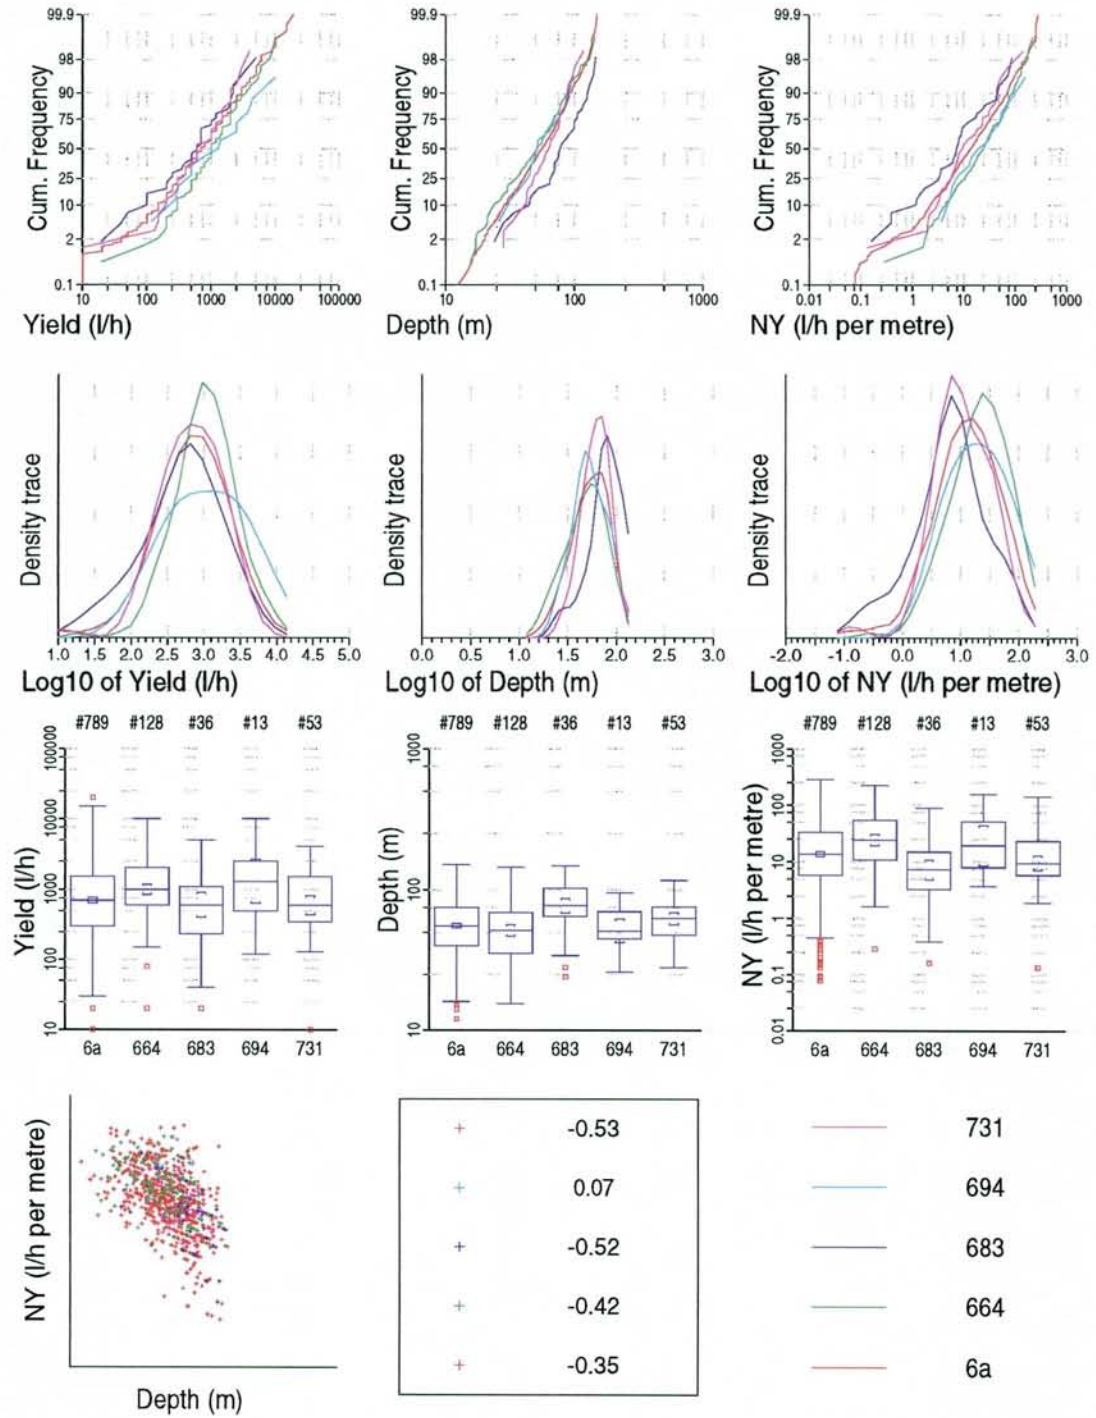 99.9
98
90
75
50
25
10
2
0.1
Cum. Frequency
10 100 1000 10000 100000
Yield (l/h)
99.9
98
90
75
50
25
10
2
0.1
Cum. Frequency
10 100 1000
Depth (m)
99.9
98
90
75
50
25
10
2
0.1
Cum. Frequency
0.01 0.1 1 10 100 1000
NY (l/h per metre)
Density trace
1.0 1.5 2.0 2.5 3.0 3.5 4.0 4.5 5.0
Log10 of Yield (l/h)
Density trace
0.0 0.5 1.0 1.5 2.0 2.5 3.0
Log10 of Depth (m)
Density trace
-2.0 -1.0 0.0 1.0 2.0 3.0
Log10 of NY (l/h per metre)
#789 #128 #36 #13 #53
100000
10000
1000
100
10
Yield (l/h)
6a 664 683 694 731
#789 #128 #36 #13 #53
1000
100
10
Depth (m)
6a 664 683 694 731
#789 #128 #36 #13 #53
1000
100
10
1
0.1
0.01
NY (l/h per metre)
6a 664 683 694 731
NY (l/h per metre)
Depth (m)
-0.53
0.07
-0.52
-0.42
-0.35
731
694
683
664
6a